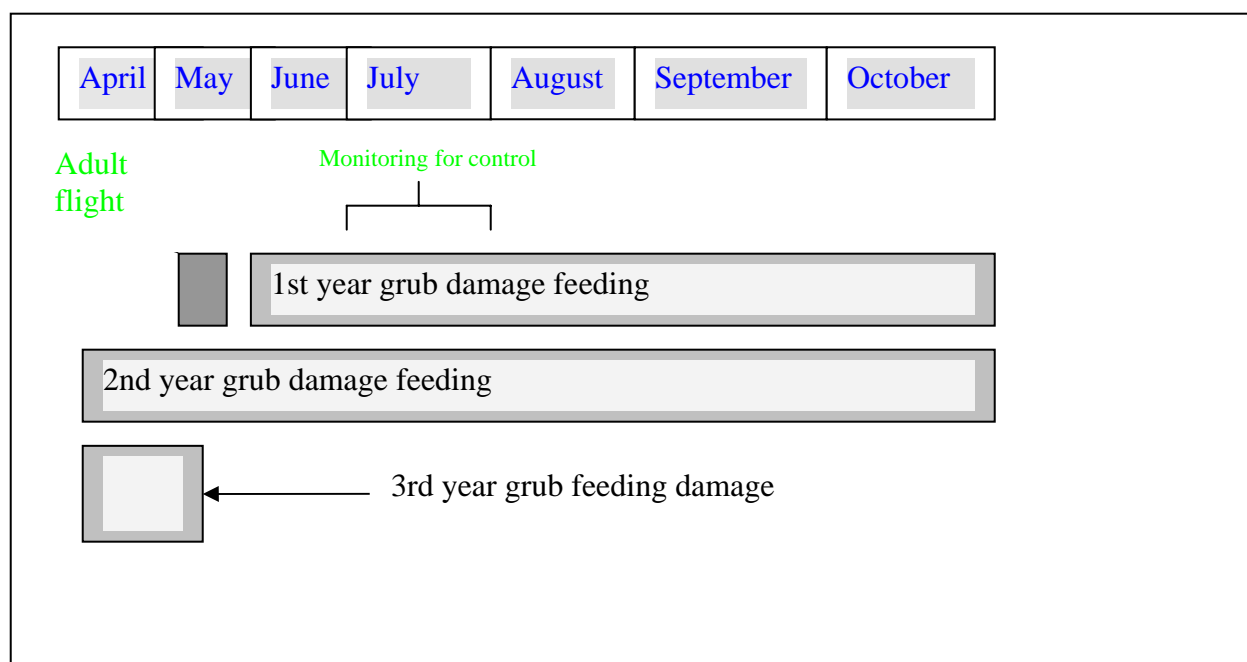 April May June July August September October
Adult
flight
Monitoring for control
1st year grub damage feeding
2nd year grub damage feeding
3rd year grub feeding damage